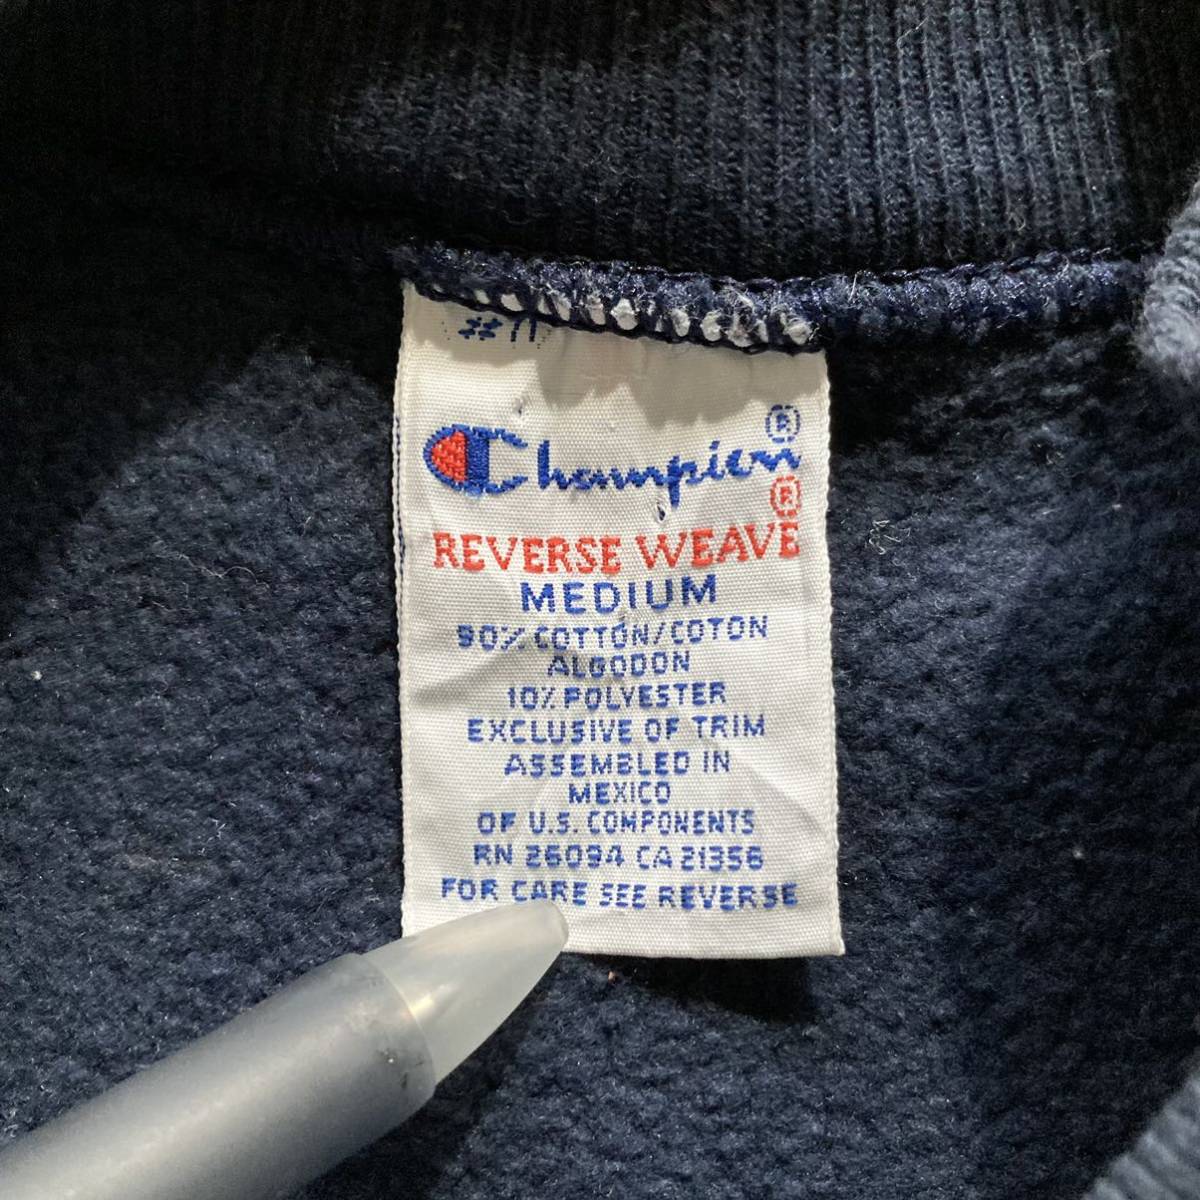 Champion®
REVERSE WEAVE®
MEDIUM
90% COTTON/COTON
ALGODON
10% POLYESTER
EXCLUSIVE OF TRIM
ASSEMBLED IN
MEXICO
OF U.S. COMPONENTS
RN 26094 CA 21356
FOR CARE SEE REVERSE